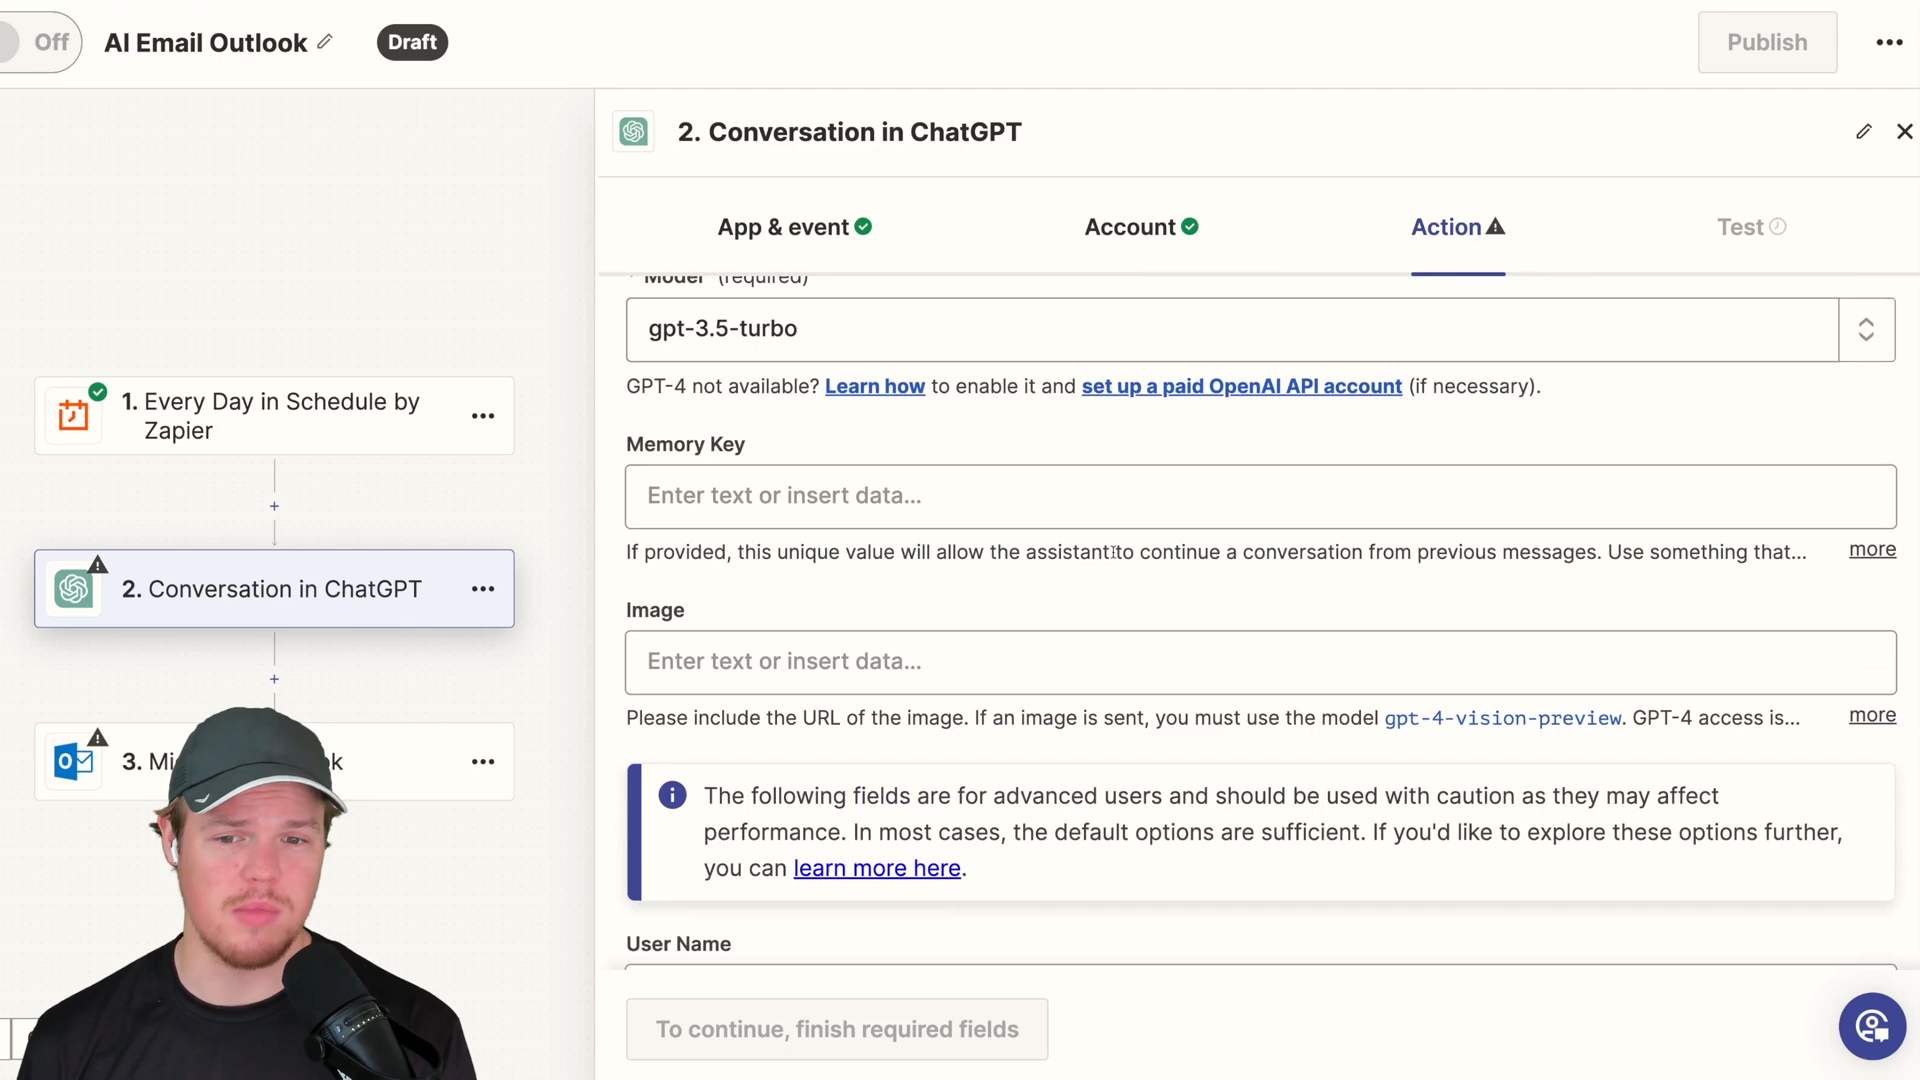 Off
AI Email Outlook
Draft
Publish
2. Conversation in ChatGPT
App & event
Account
Action
Test
* Model (required)
gpt-3.5-turbo
GPT-4 not available? Learn how to enable it and set up a paid OpenAI API account (if necessary).
Memory Key
Enter text or insert data...
If provided, this unique value will allow the assistant to continue a conversation from previous messages. Use something that...
more
Image
Enter text or insert data...
Please include the URL of the image. If an image is sent, you must use the model gpt-4-vision-preview. GPT-4 access is...
more
The following fields are for advanced users and should be used with caution as they may affect
performance. In most cases, the default options are sufficient. If you'd like to explore these options further,
you can learn more here.
User Name
To continue, finish required fields
1. Every Day in Schedule by
Zapier
2. Conversation in ChatGPT
3. Mi k